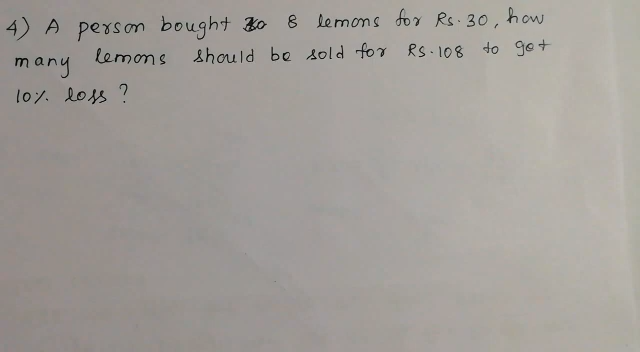 4) A person bought 8 lemons for Rs.30, how
many lemons should be sold for Rs.108 to get
10% loss ?